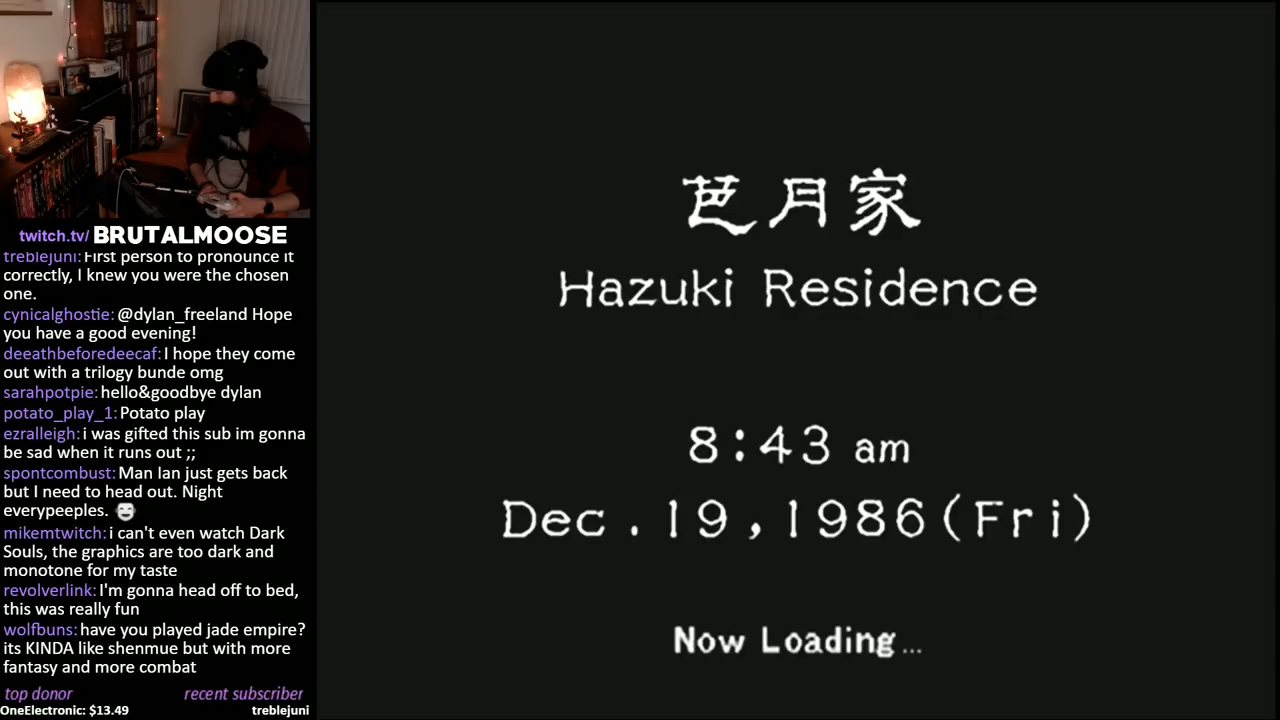 twitch.tv/ BRUTALMOOSE
treblejuni: First person to pronounce it
correctly, I knew you were the chosen
one.
cynicalghostie: @dylan_freeland Hope
you have a good evening!
deeathbeforedeecaf: I hope they come
out with a trilogy bunde omg
sarahpotpie: hello&goodbye dylan
potato_play_1: Potato play
ezralleigh: i was gifted this sub im gonna
be sad when it runs out ;;
spontcombust: Man Ian just gets back
but I need to head out. Night
everypeeples.
mikemtwitch: i can't even watch Dark
Souls, the graphics are too dark and
monotone for my taste
revolverlink: I'm gonna head off to bed,
this was really fun
wolfbuns: have you played jade empire?
its KINDA like shenmue but with more
fantasy and more combat
top donor recent subscriber
OneElectronic: $13.49 treblejuni
芭月家
Hazuki Residence
8:43 am
Dec.19,1986(Fri)
Now Loading...